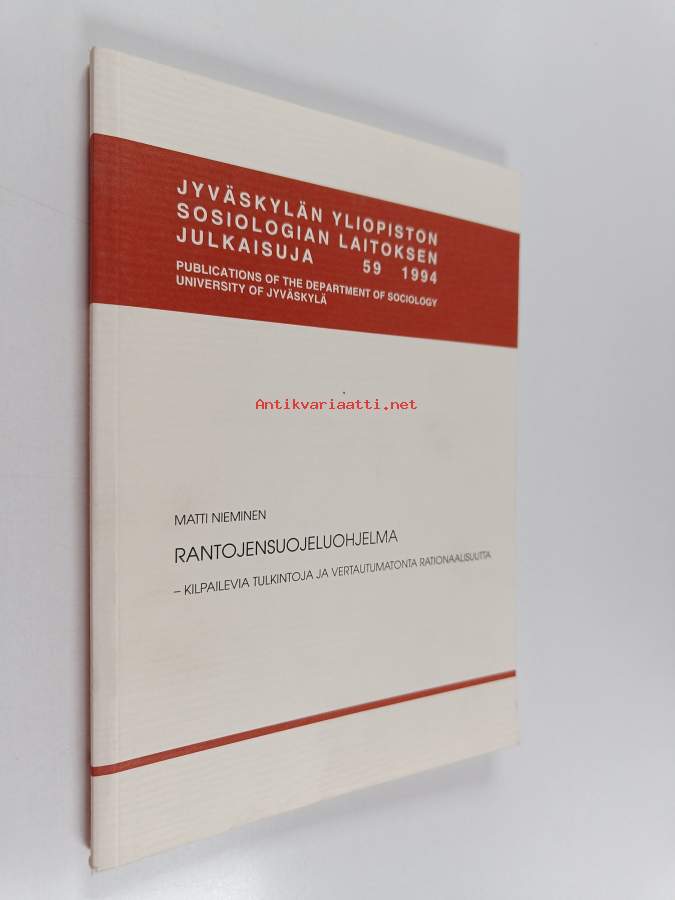 JYVÄSKYLÄN YLIOPISTON
SOSIOLOGIAN LAITOKSEN
JULKAISUJA 59 1994
PUBLICATIONS OF THE DEPARTMENT OF SOCIOLOGY
UNIVERSITY OF JYVÄSKYLÄ
Antikvariaatti.net
MATTI NIEMINEN
RANTOJENSUOJELUOHJELMA
– KILPAILEVIA TULKINTOJA JA VERTAUTUMATONTA RATIONAALISUUTTA